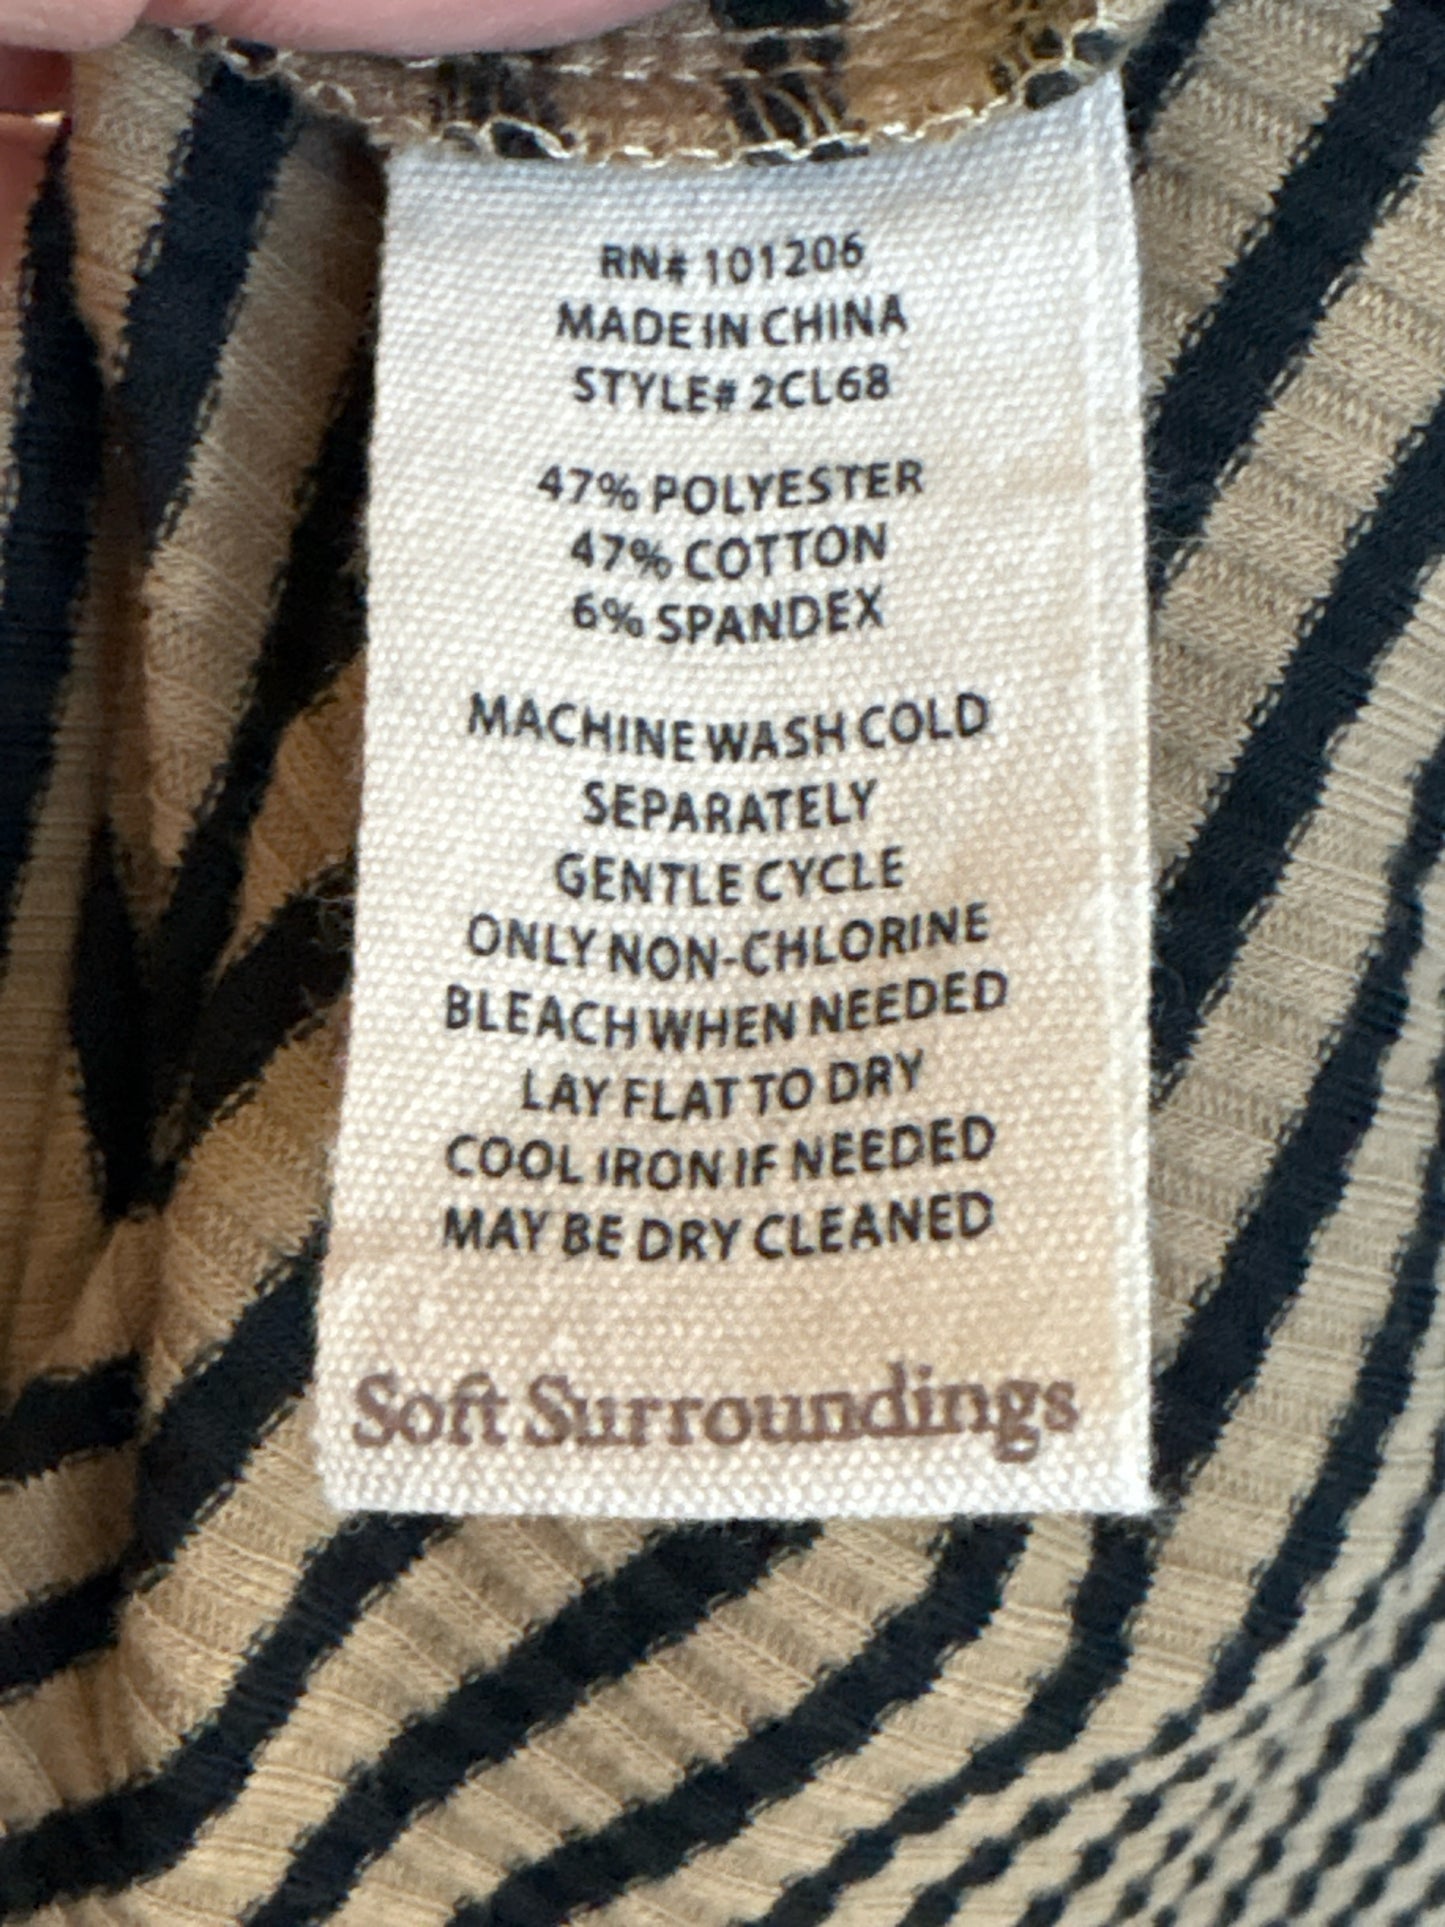 RN# 101206
MADE IN CHINA
STYLE# 2CL68
47% POLYESTER
47% COTTON
6% SPANDEX
MACHINE WASH COLD
SEPARATELY
GENTLE CYCLE
ONLY NON-CHLORINE
BLEACH WHEN NEEDED
LAY FLAT TO DRY
COOL IRON IF NEEDED
MAY BE DRY CLEANED
Soft Surroundings